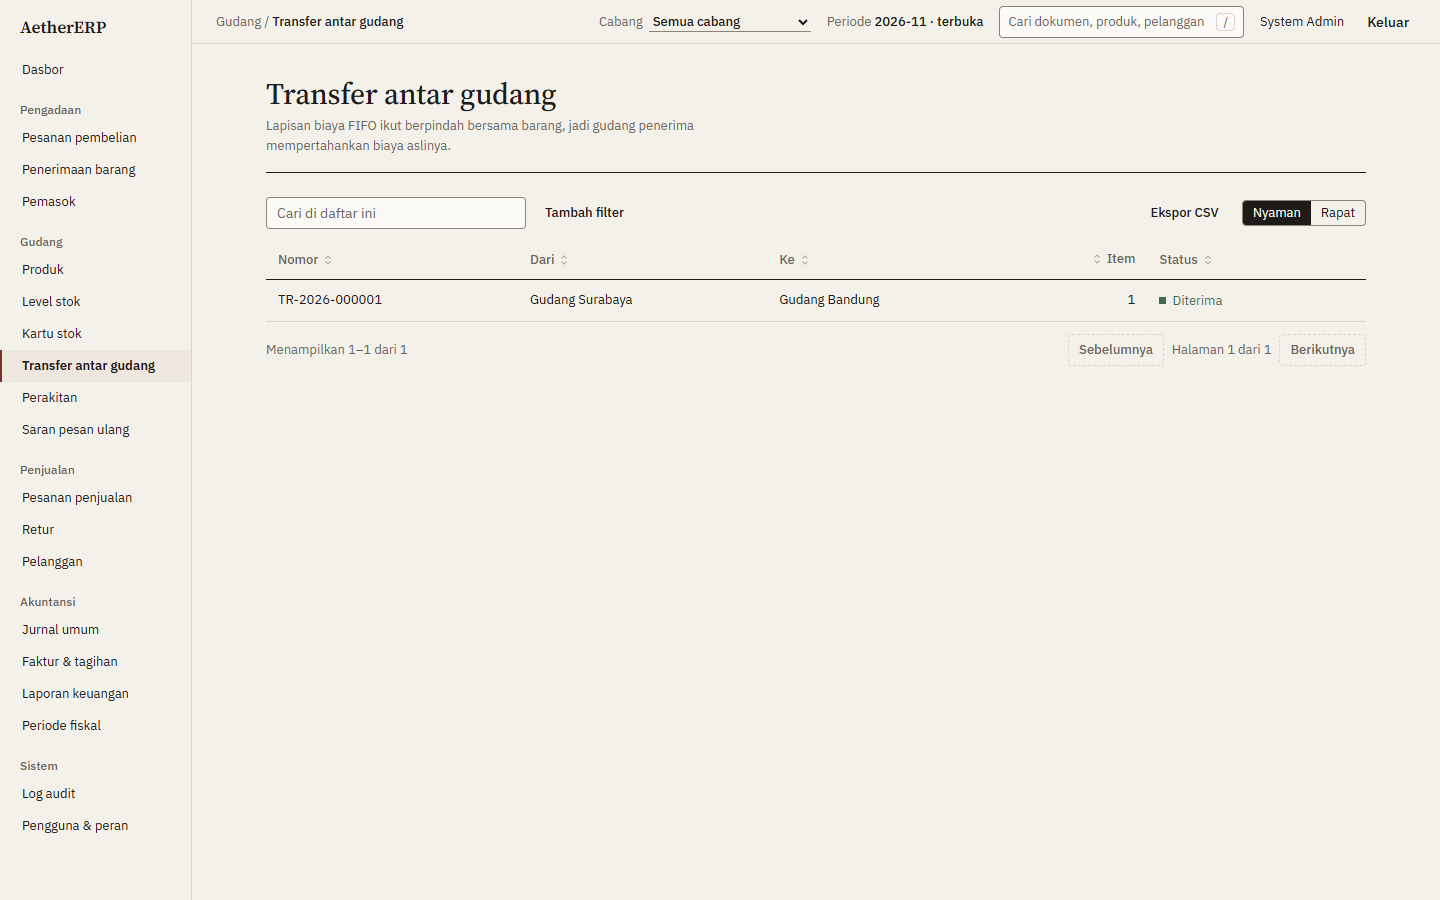 AetherERP
Dasbor
Pengadaan
Pesanan pembelian
Penerimaan barang
Pemasok
Gudang
Produk
Level stok
Kartu stok
Transfer antar gudang
Perakitan
Saran pesan ulang
Penjualan
Pesanan penjualan
Retur
Pelanggan
Akuntansi
Jurnal umum
Faktur & tagihan
Laporan keuangan
Periode fiskal
Sistem
Log audit
Pengguna & peran
Gudang / Transfer antar gudang Cabang Semua cabang Periode 2026-11 · terbuka Cari dokumen, produk, pelanggan / System Admin Keluar
Transfer antar gudang
Lapisan biaya FIFO ikut berpindah bersama barang, jadi gudang penerima
mempertahankan biaya aslinya.
Cari di daftar ini Tambah filter Ekspor CSV Nyaman Rapat
Nomor Dari Ke Item Status
TR-2026-000001 Gudang Surabaya Gudang Bandung 1 Diterima
Menampilkan 1–1 dari 1 Sebelumnya Halaman 1 dari 1 Berikutnya